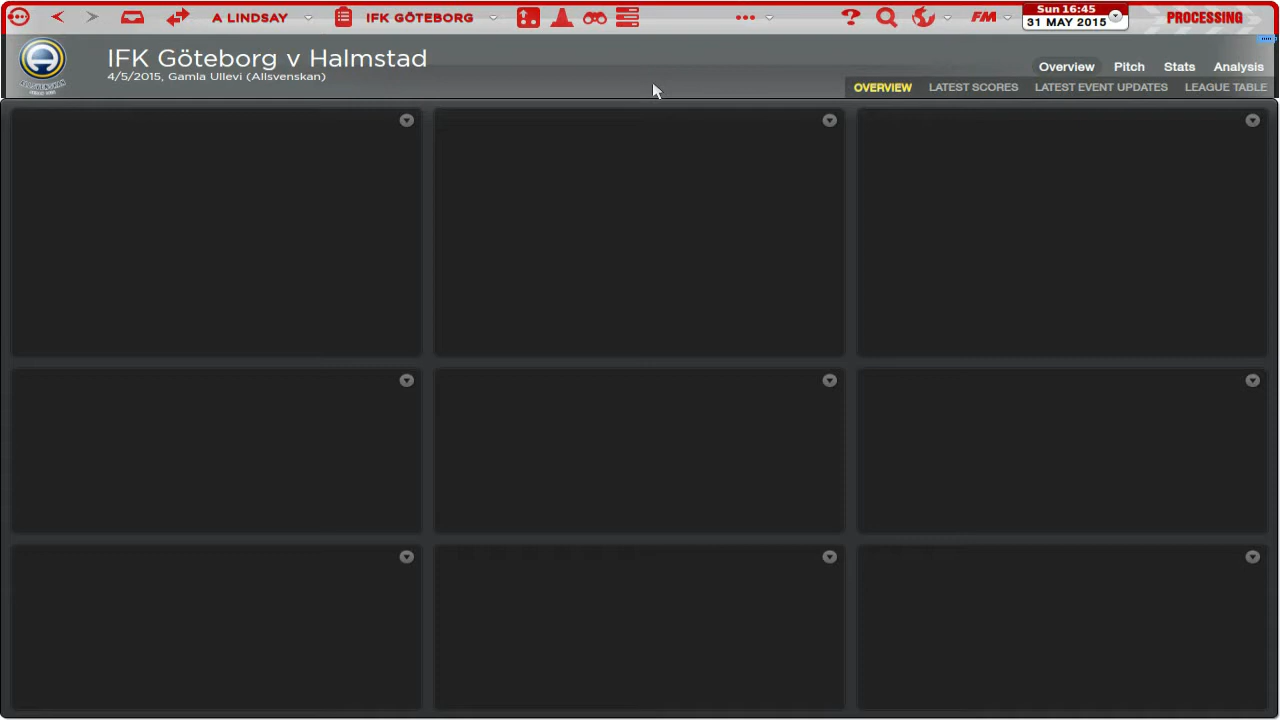 A LINDSAY
IFK GÖTEBORG
FM
Sun 16:45
31 MAY 2015
PROCESSING
IFK Göteborg v Halmstad
4/5/2015, Gamla Ullevi (Allsvenskan)
Overview Pitch Stats Analysis
OVERVIEW LATEST SCORES LATEST EVENT UPDATES LEAGUE TABLE
ALLSVENSKAN